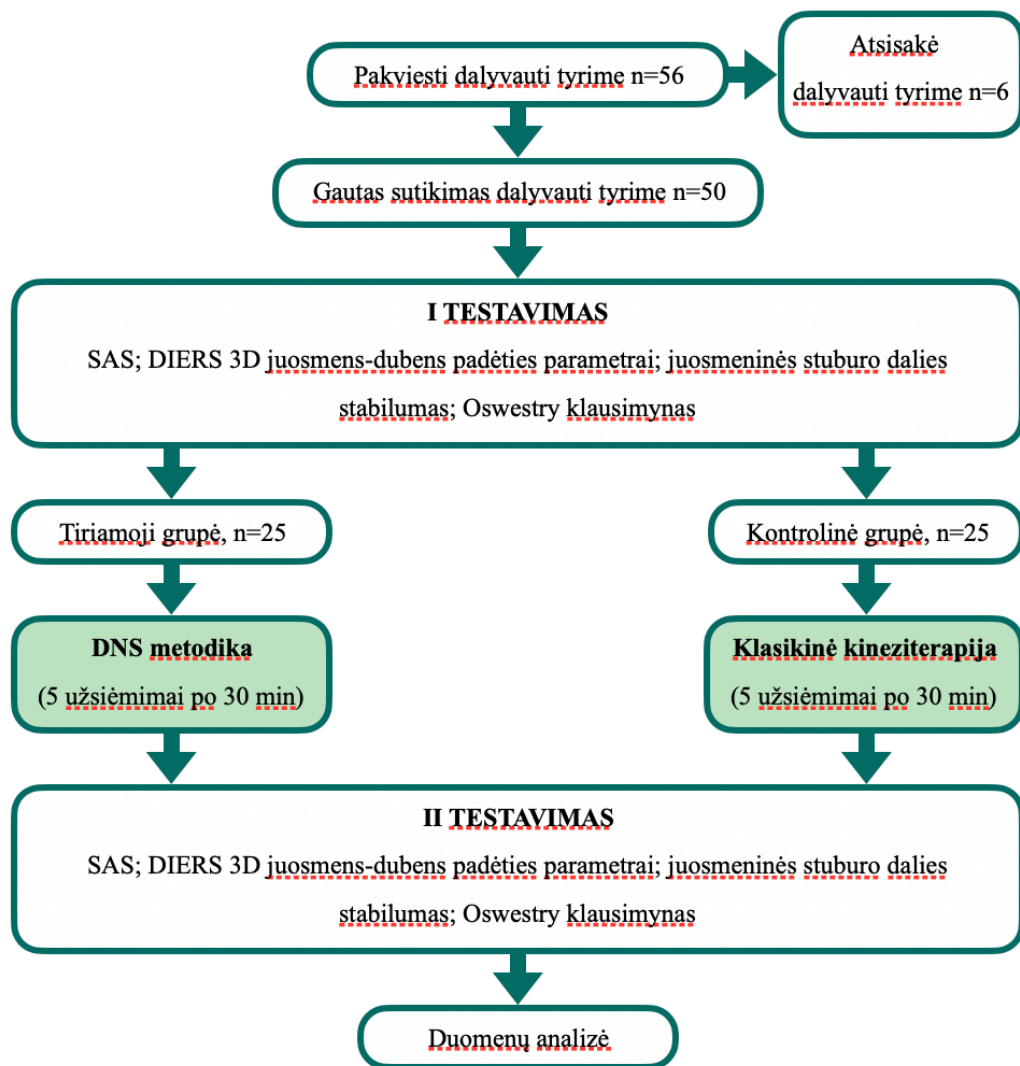 Pakviesti dalyvauti tyrime n=56
Atsisakė
dalyvauti tyrime n=6
Gautas sutikimas dalyvauti tyrime n=50
I TESTAVIMAS
SAS; DIERS 3D juosmens-dubens padėties parametrai; juosmeninės stuburo dalies
stabilumas; Oswestry klausimynas
Tiriamoji grupė, n=25
Kontrolinė grupė, n=25
DNS metodika
(5 užsiėmimai po 30 min)
Klasikinė kineziterapija
(5 užsiėmimai po 30 min)
II TESTAVIMAS
SAS; DIERS 3D juosmens-dubens padėties parametrai; juosmeninės stuburo dalies
stabilumas; Oswestry klausimynas
Duomenų analizė